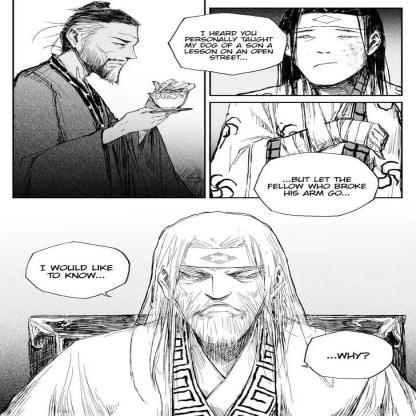 I HEARD YOU
PERSONALLY TAUGHT
MY DOG OF A SON A
LESSON ON AN OPEN
STREET...
...BUT LET THE
FELLOW WHO BROKE
HIS ARM GO...
I WOULD LIKE
TO KNOW...
...WHY?